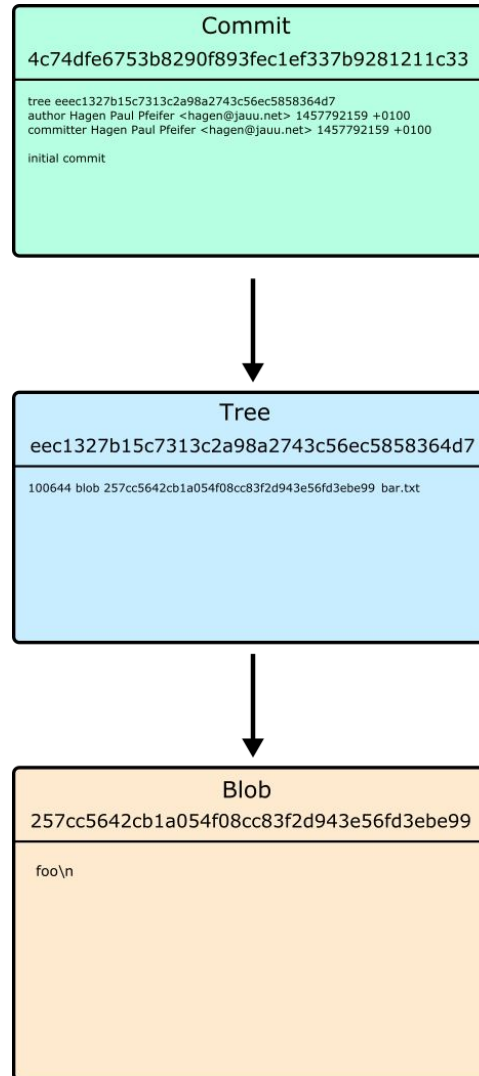 Commit
4c74dfe6753b8290f893fec1ef337b9281211c33
tree eeec1327b15c7313c2a98a2743c56ec5858364d7
author Hagen Paul Pfeifer <hagen@jauu.net> 1457792159 +0100
committer Hagen Paul Pfeifer <hagen@jauu.net> 1457792159 +0100
initial commit
Tree
eec1327b15c7313c2a98a2743c56ec5858364d7
100644 blob 257cc5642cb1a054f08cc83f2d943e56fd3ebe99 bar.txt
Blob
257cc5642cb1a054f08cc83f2d943e56fd3ebe99
foo\n